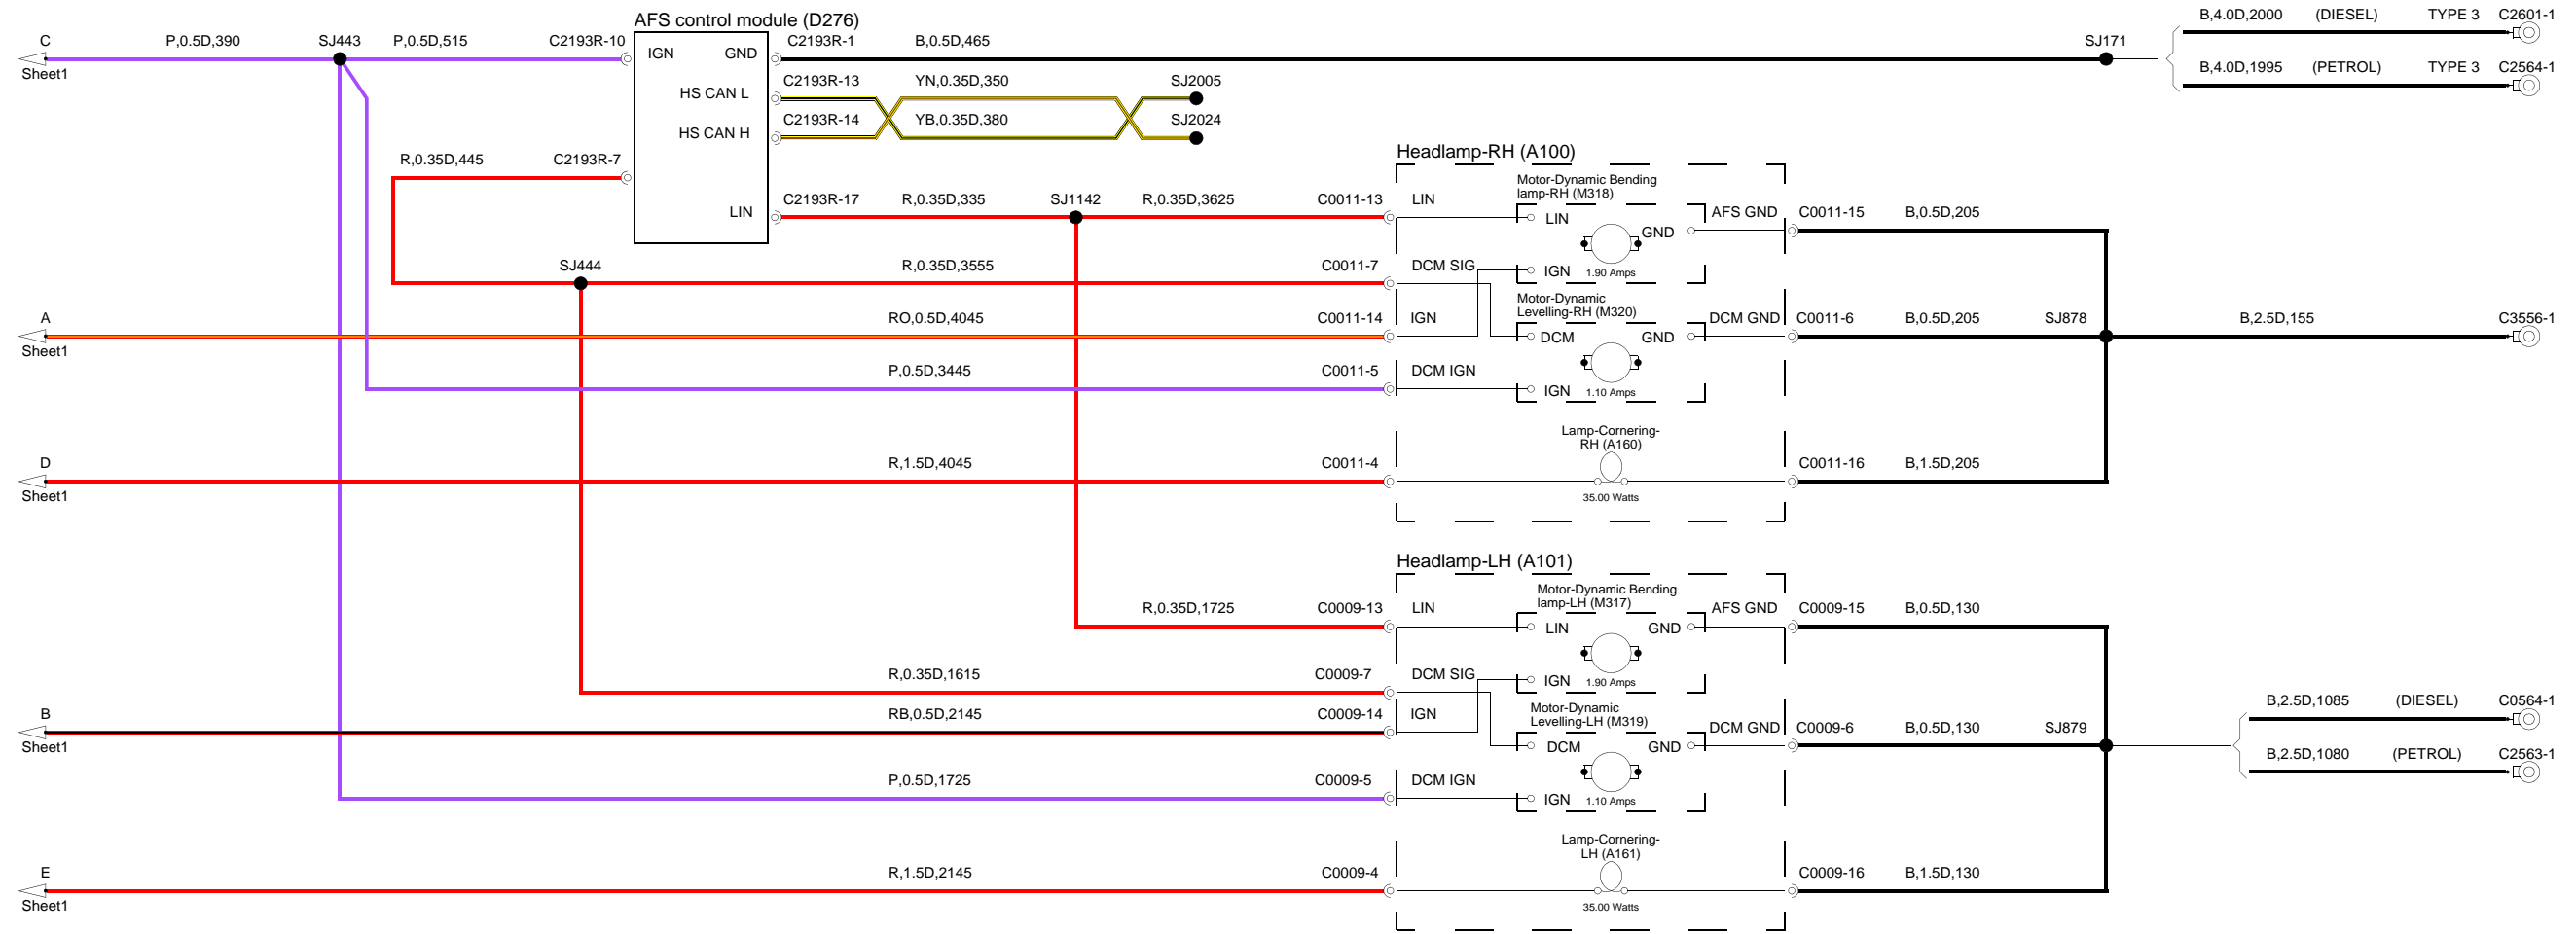 AFS control module (D276)
B,4.0D,2000 (DIESEL) TYPE 3 C2601-1
C P,0.5D,390 SJ443 P,0.5D,515 C2193R-10 IGN GND C2193R-1 B,0.5D,465 SJ171
Sheet1
B,4.0D,1995 (PETROL) TYPE 3 C2564-1
HS CAN L C2193R-13 YN,0.35D,350 SJ2005
HS CAN H C2193R-14 YB,0.35D,380 SJ2024
R,0.35D,445 C2193R-7
LIN C2193R-17 R,0.35D,335 SJ1142 R,0.35D,3625 C0011-13
Headlamp-RH (A100)
LIN
Motor-Dynamic Bending
lamp-RH (M318)
LIN
GND
AFS GND C0011-15 B,0.5D,205
IGN
1.90 Amps
SJ444 R,0.35D,3555 C0011-7 DCM SIG
Motor-Dynamic
Levelling-RH (M320)
A RO,0.5D,4045 C0011-14 IGN
Sheet1
DCM GND C0011-6 B,0.5D,205 SJ878 B,2.5D,155 C3556-1
DCM GND
P,0.5D,3445 C0011-5 DCM IGN
IGN 1.10 Amps
Lamp-Cornering-
RH (A160)
D R,1.5D,4045 C0011-4 C0011-16 B,1.5D,205
Sheet1
35.00 Watts
Headlamp-LH (A101)
Motor-Dynamic Bending
lamp-LH (M317)
R,0.35D,1725 C0009-13 LIN AFS GND C0009-15 B,0.5D,130
LIN GND
R,0.35D,1615 C0009-7 DCM SIG
IGN 1.90 Amps
Motor-Dynamic
Levelling-LH (M319)
B RB,0.5D,2145 C0009-14 IGN
Sheet1
DCM GND C0009-6 B,0.5D,130 SJ879
B,2.5D,1085 (DIESEL) C0564-1
DCM GND
B,2.5D,1080 (PETROL) C2563-1
P,0.5D,1725 C0009-5 DCM IGN
IGN 1.10 Amps
Lamp-Cornering-
LH (A161)
E R,1.5D,2145 C0009-4 C0009-16 B,1.5D,130
Sheet1
35.00 Watts